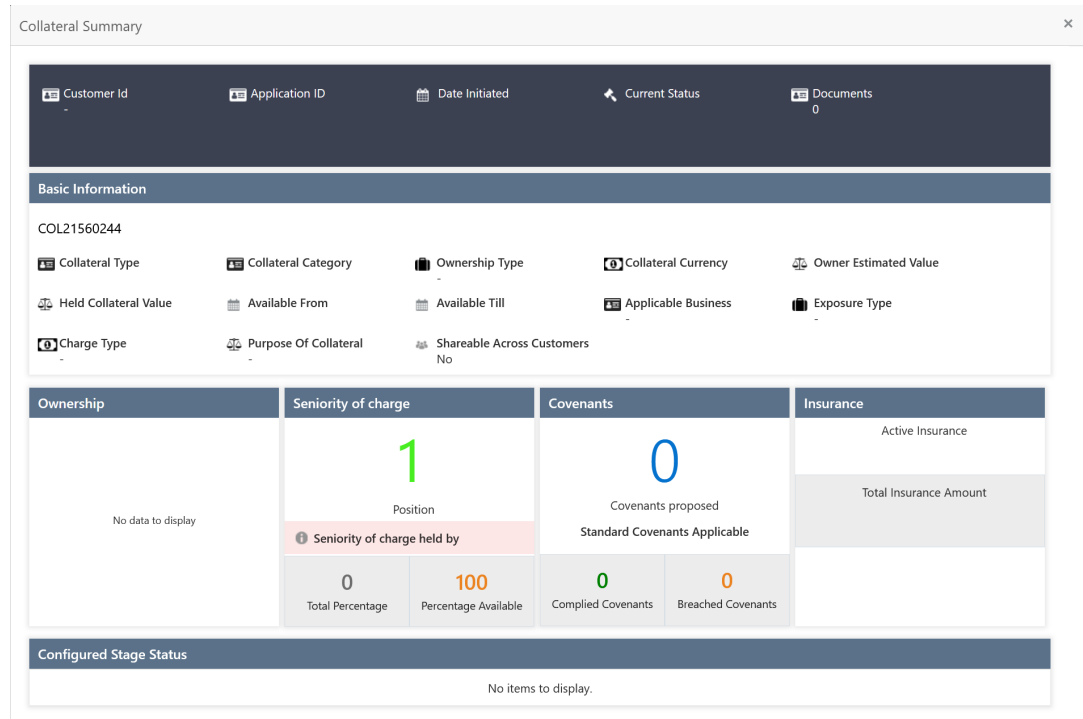 Collateral Summary ×
Customer Id Application ID Date Initiated Current Status Documents
- 0
Basic Information
COL21560244
Collateral Type Collateral Category Ownership Type Collateral Currency Owner Estimated Value
-
Held Collateral Value Available From Available Till Applicable Business Exposure Type
- -
Charge Type Purpose Of Collateral Shareable Across Customers
- - No
Ownership Seniority of charge Covenants Insurance
Active Insurance
1 0
Total Insurance Amount
Position Covenants proposed
No data to display
Seniority of charge held by Standard Covenants Applicable
0 100 0 0
Total Percentage Percentage Available Complied Covenants Breached Covenants
Configured Stage Status
No items to display.